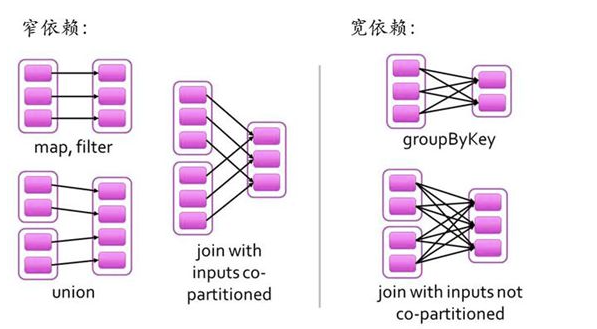 窄依赖：
map, filter
union
join with
inputs co-
partitioned
宽依赖：
groupByKey
join with inputs not
co-partitioned